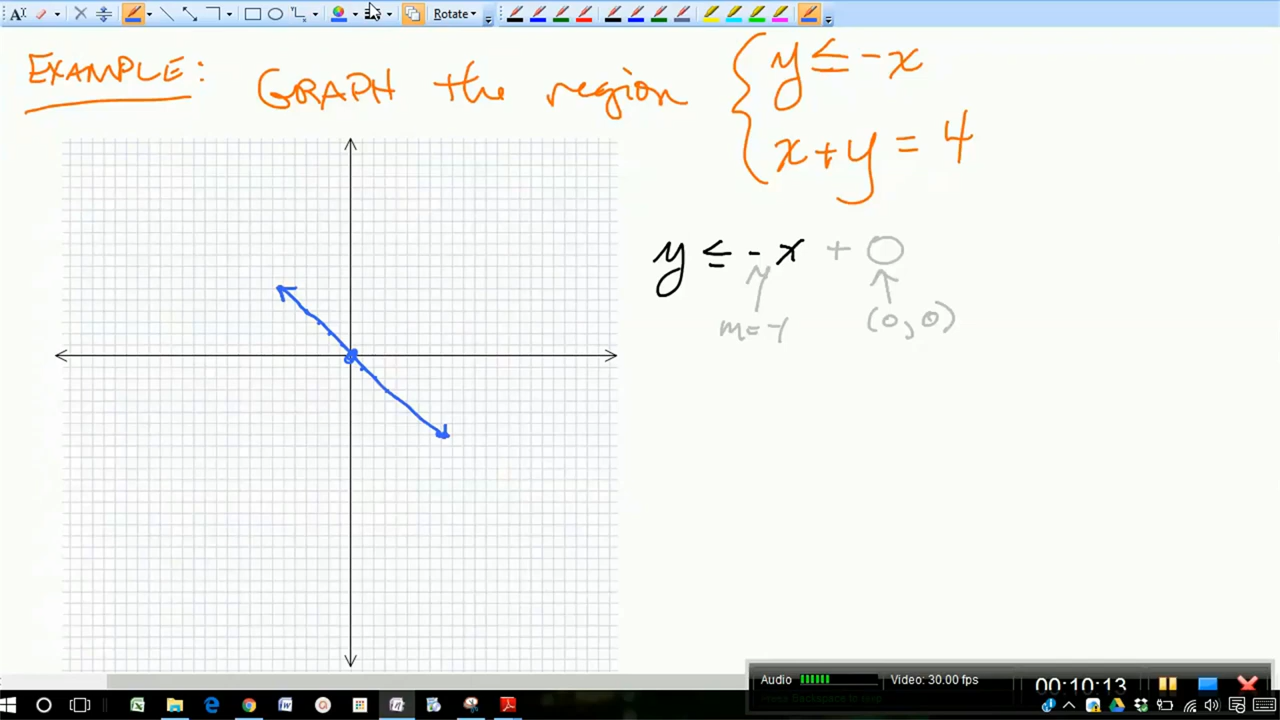 Rotate
EXAMPLE: GRAPH the region
y ≤ -x
x + y = 4
y ≤ - x + 0
m = -1
(0, 0)
Audio
Video: 30.00 fps
00:10:13